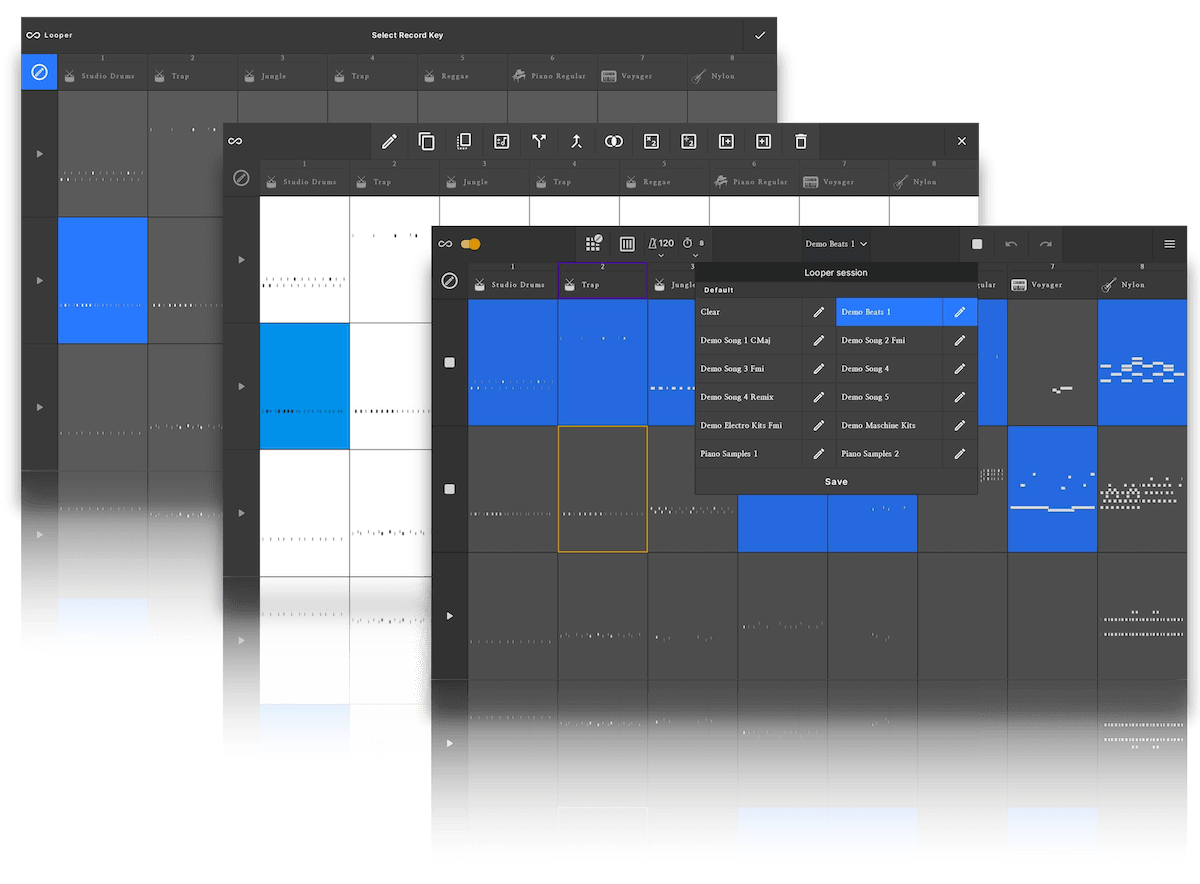 Looper Select Record Key
1 2 3 4 5 6 7 8
Studio Drums Trap Jungle Trap Reggae Piano Regular Voyager Nylon
1 2 3 4 5 6 7 8
Studio Drums Trap Jungle Trap Reggae Piano Regular Voyager Nylon
120 8 Demo Beats 1
1 2 3 7 8
Studio Drums Trap Jungle gular Voyager Nylon
Looper session
Default
Clear Demo Beats 1
Demo Song 1 CMaj Demo Song 2 Fmi
Demo Song 3 Fmi Demo Song 4
Demo Song 4 Remix Demo Song 5
Demo Electro Kits Fmi Demo Maschine Kits
Piano Samples 1 Piano Samples 2
Save